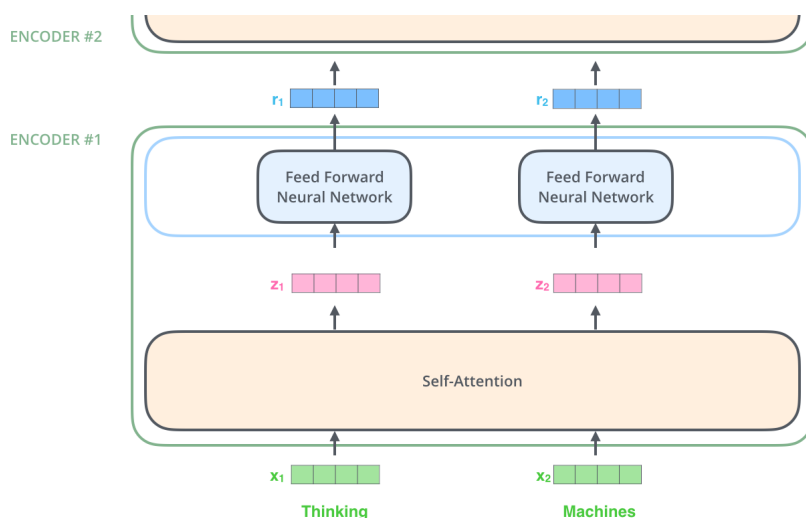 ENCODER #2
r₁
r₂
ENCODER #1
Feed Forward
Neural Network
Feed Forward
Neural Network
z₁
z₂
Self-Attention
x₁
x₂
Thinking
Machines